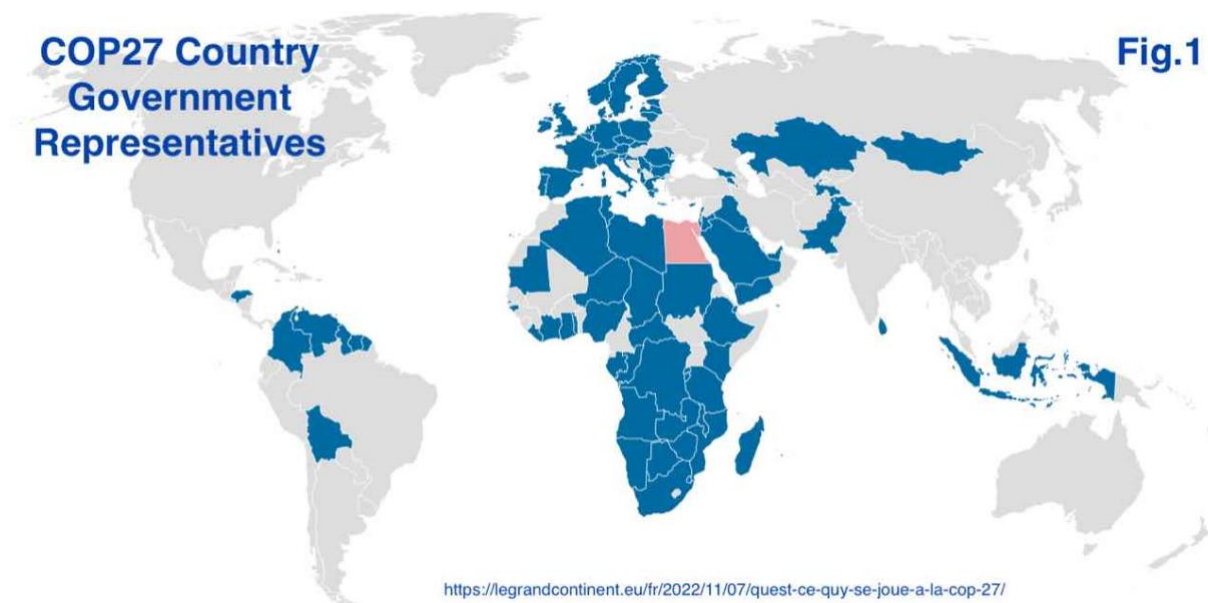 COP27 Country
Government
Representatives
Fig.1
https://legrandcontinent.eu/fr/2022/11/07/quest-ce-quy-se-joue-a-la-cop-27/